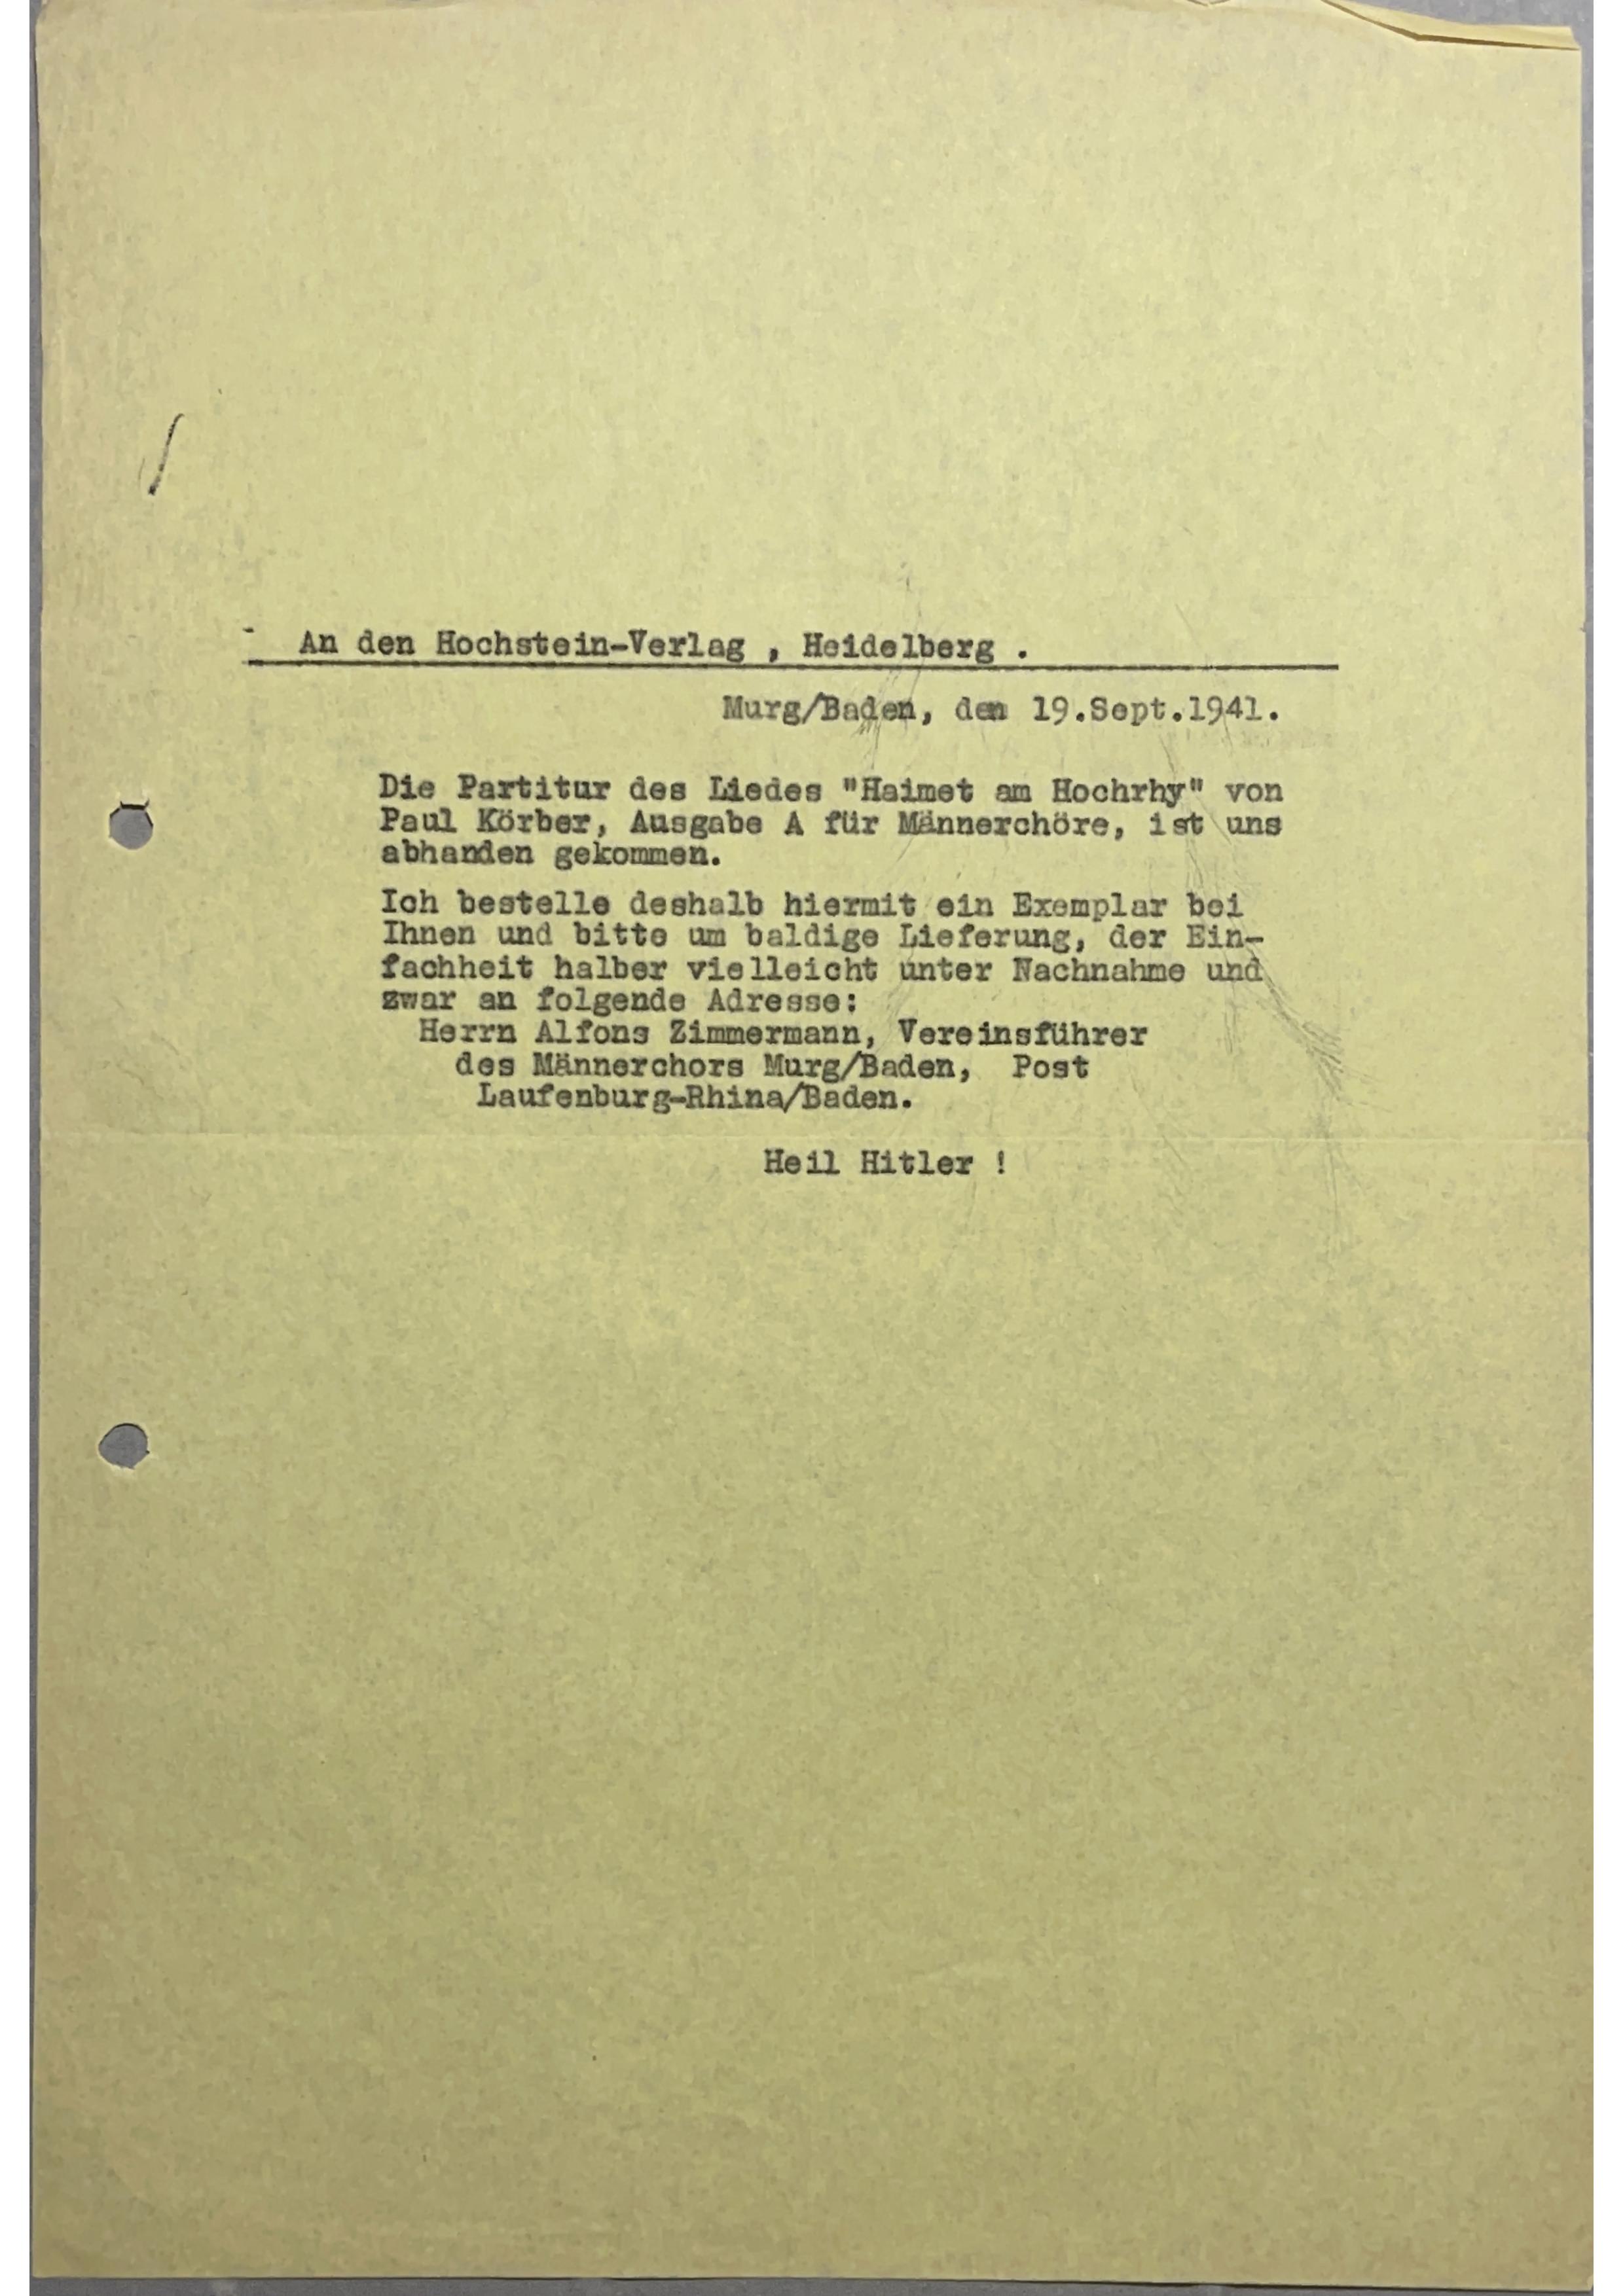 An den Hochstein-Verlag , Heidelberg .
Murg/Baden, den 19.Sept.1941.
Die Partitur des Liedes "Haimet am Hochrhy" von
Paul Körber, Ausgabe A für Männerchöre, ist uns
abhanden gekommen.
Ich bestelle deshalb hiermit ein Exemplar bei
Ihnen und bitte um baldige Lieferung, der Ein-
fachheit halber vielleicht unter Nachnahme und
zwar an folgende Adresse:
Herrn Alfons Zimmermann, Vereinsführer
des Männerchors Murg/Baden, Post
Laufenburg-Rhina/Baden.
Heil Hitler !